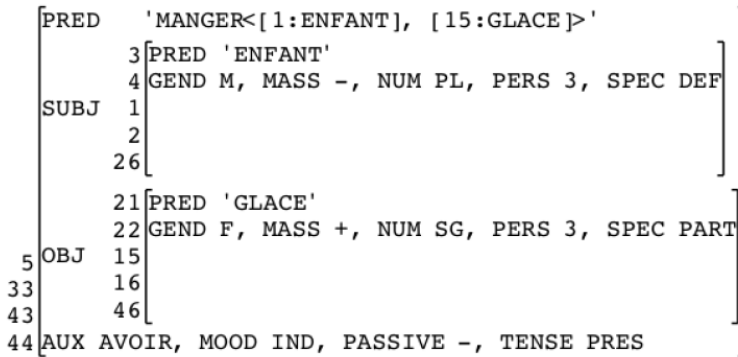 PRED 'MANGER<[1:ENFANT], [15:GLACE]>'
3 PRED 'ENFANT'
4 GEND M, MASS -, NUM PL, PERS 3, SPEC DEF
SUBJ 1
2
26
21 PRED 'GLACE'
22 GEND F, MASS +, NUM SG, PERS 3, SPEC PART
5 OBJ 15
33 16
43 46
44 AUX AVOIR, MOOD IND, PASSIVE -, TENSE PRES